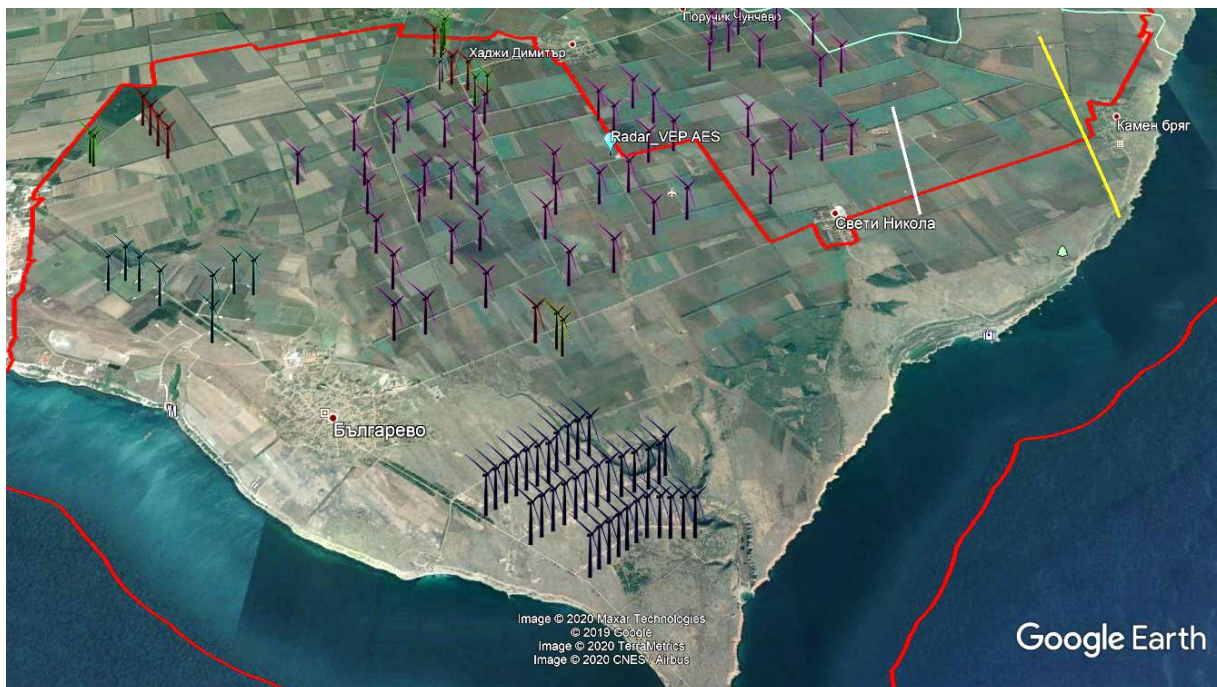 Поручик Чунчево
Хаджи Димитър
Radar_VEP AES
Камен бряг
Свети Никола
Българево
Image © 2020 Maxar Technologies
© 2019 Google
Image © 2020 TerraMetrics
Image © 2020 CNES / Airbus
Google Earth